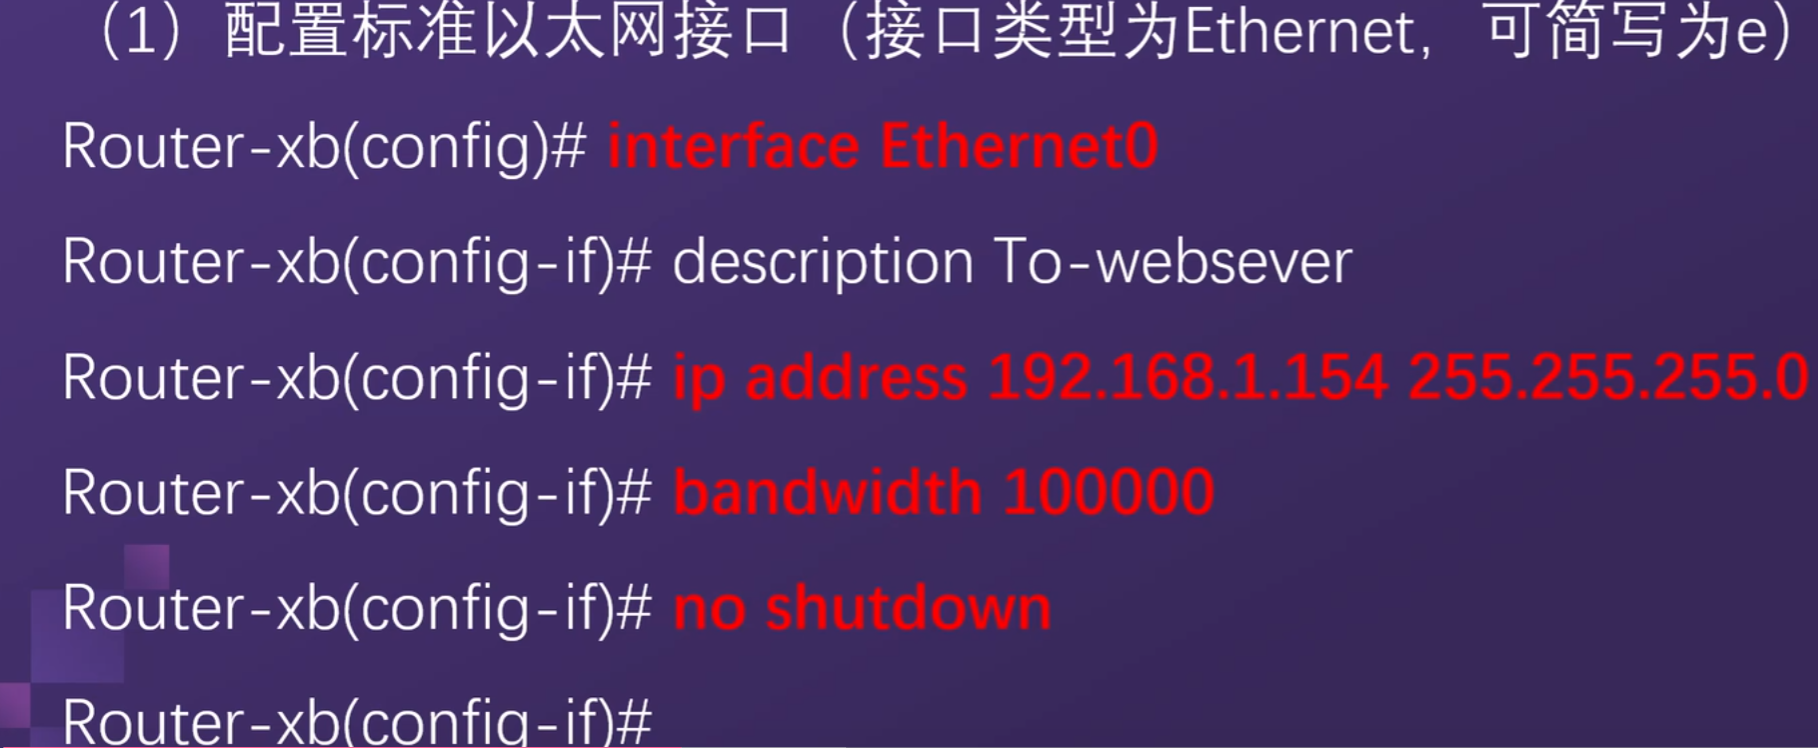 （1）配置标准以太网接口（接口类型为Ethernet, 可简写为e）
Router-xb(config)# interface Ethernet0
Router-xb(config-if)# description To-websever
Router-xb(config-if)# ip address 192.168.1.154 255.255.255.0
Router-xb(config-if)# bandwidth 100000
Router-xb(config-if)# no shutdown
Router-xb(config-if)#